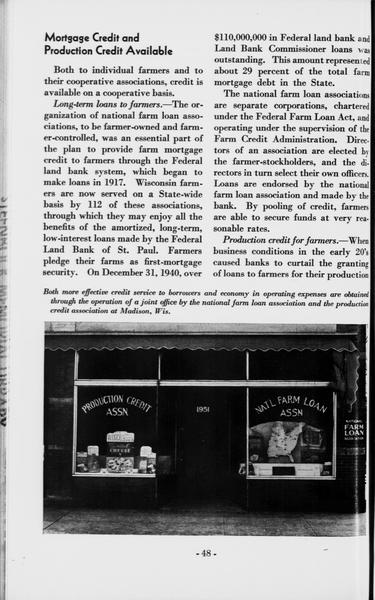 Mortgage Credit and
Production Credit Available
Both to individual farmers and to
their cooperative associations, credit is
available on a cooperative basis.
Long-term loans to farmers.—The or-
ganization of national farm loan asso-
ciations, to be farmer-owned and farm-
er-controlled, was an essential part of
the plan to provide farm mortgage
credit to farmers through the Federal
land bank system, which began to
make loans in 1917. Wisconsin farm-
ers are now served on a State-wide
basis by 112 of these associations,
through which they may enjoy all the
benefits of the amortized, long-term,
low-interest loans made by the Federal
Land Bank of St. Paul. Farmers
pledge their farms as first-mortgage
security. On December 31, 1940, over
$110,000,000 in Federal land bank and
Land Bank Commissioner loans was
outstanding. This amount represented
about 29 percent of the total farm
mortgage debt in the State.
The national farm loan associations
are separate corporations, chartered
under the Federal Farm Loan Act, and
operating under the supervision of the
Farm Credit Administration. Direc-
tors of an association are elected by
the farmer-stockholders, and the di-
rectors in turn select their own officers.
Loans are endorsed by the national
farm loan association and made by the
bank. By pooling of credit, farmers
are able to secure funds at very rea-
sonable rates.
Production credit for farmers.—When
business conditions in the early 20's
caused banks to curtail the granting
of loans to farmers for their production
Both more effective credit service to borrowers and economy in operating expenses are obtained
through the operation of a joint office by the national farm loan association and the production
credit association at Madison, Wis.
PRODUCTION CREDIT
ASSN.
1951
NAT'L FARM LOAN
ASSN
NATIONAL
FARM
LOAN
ASSOCIATION
CHEESE
- 48 -